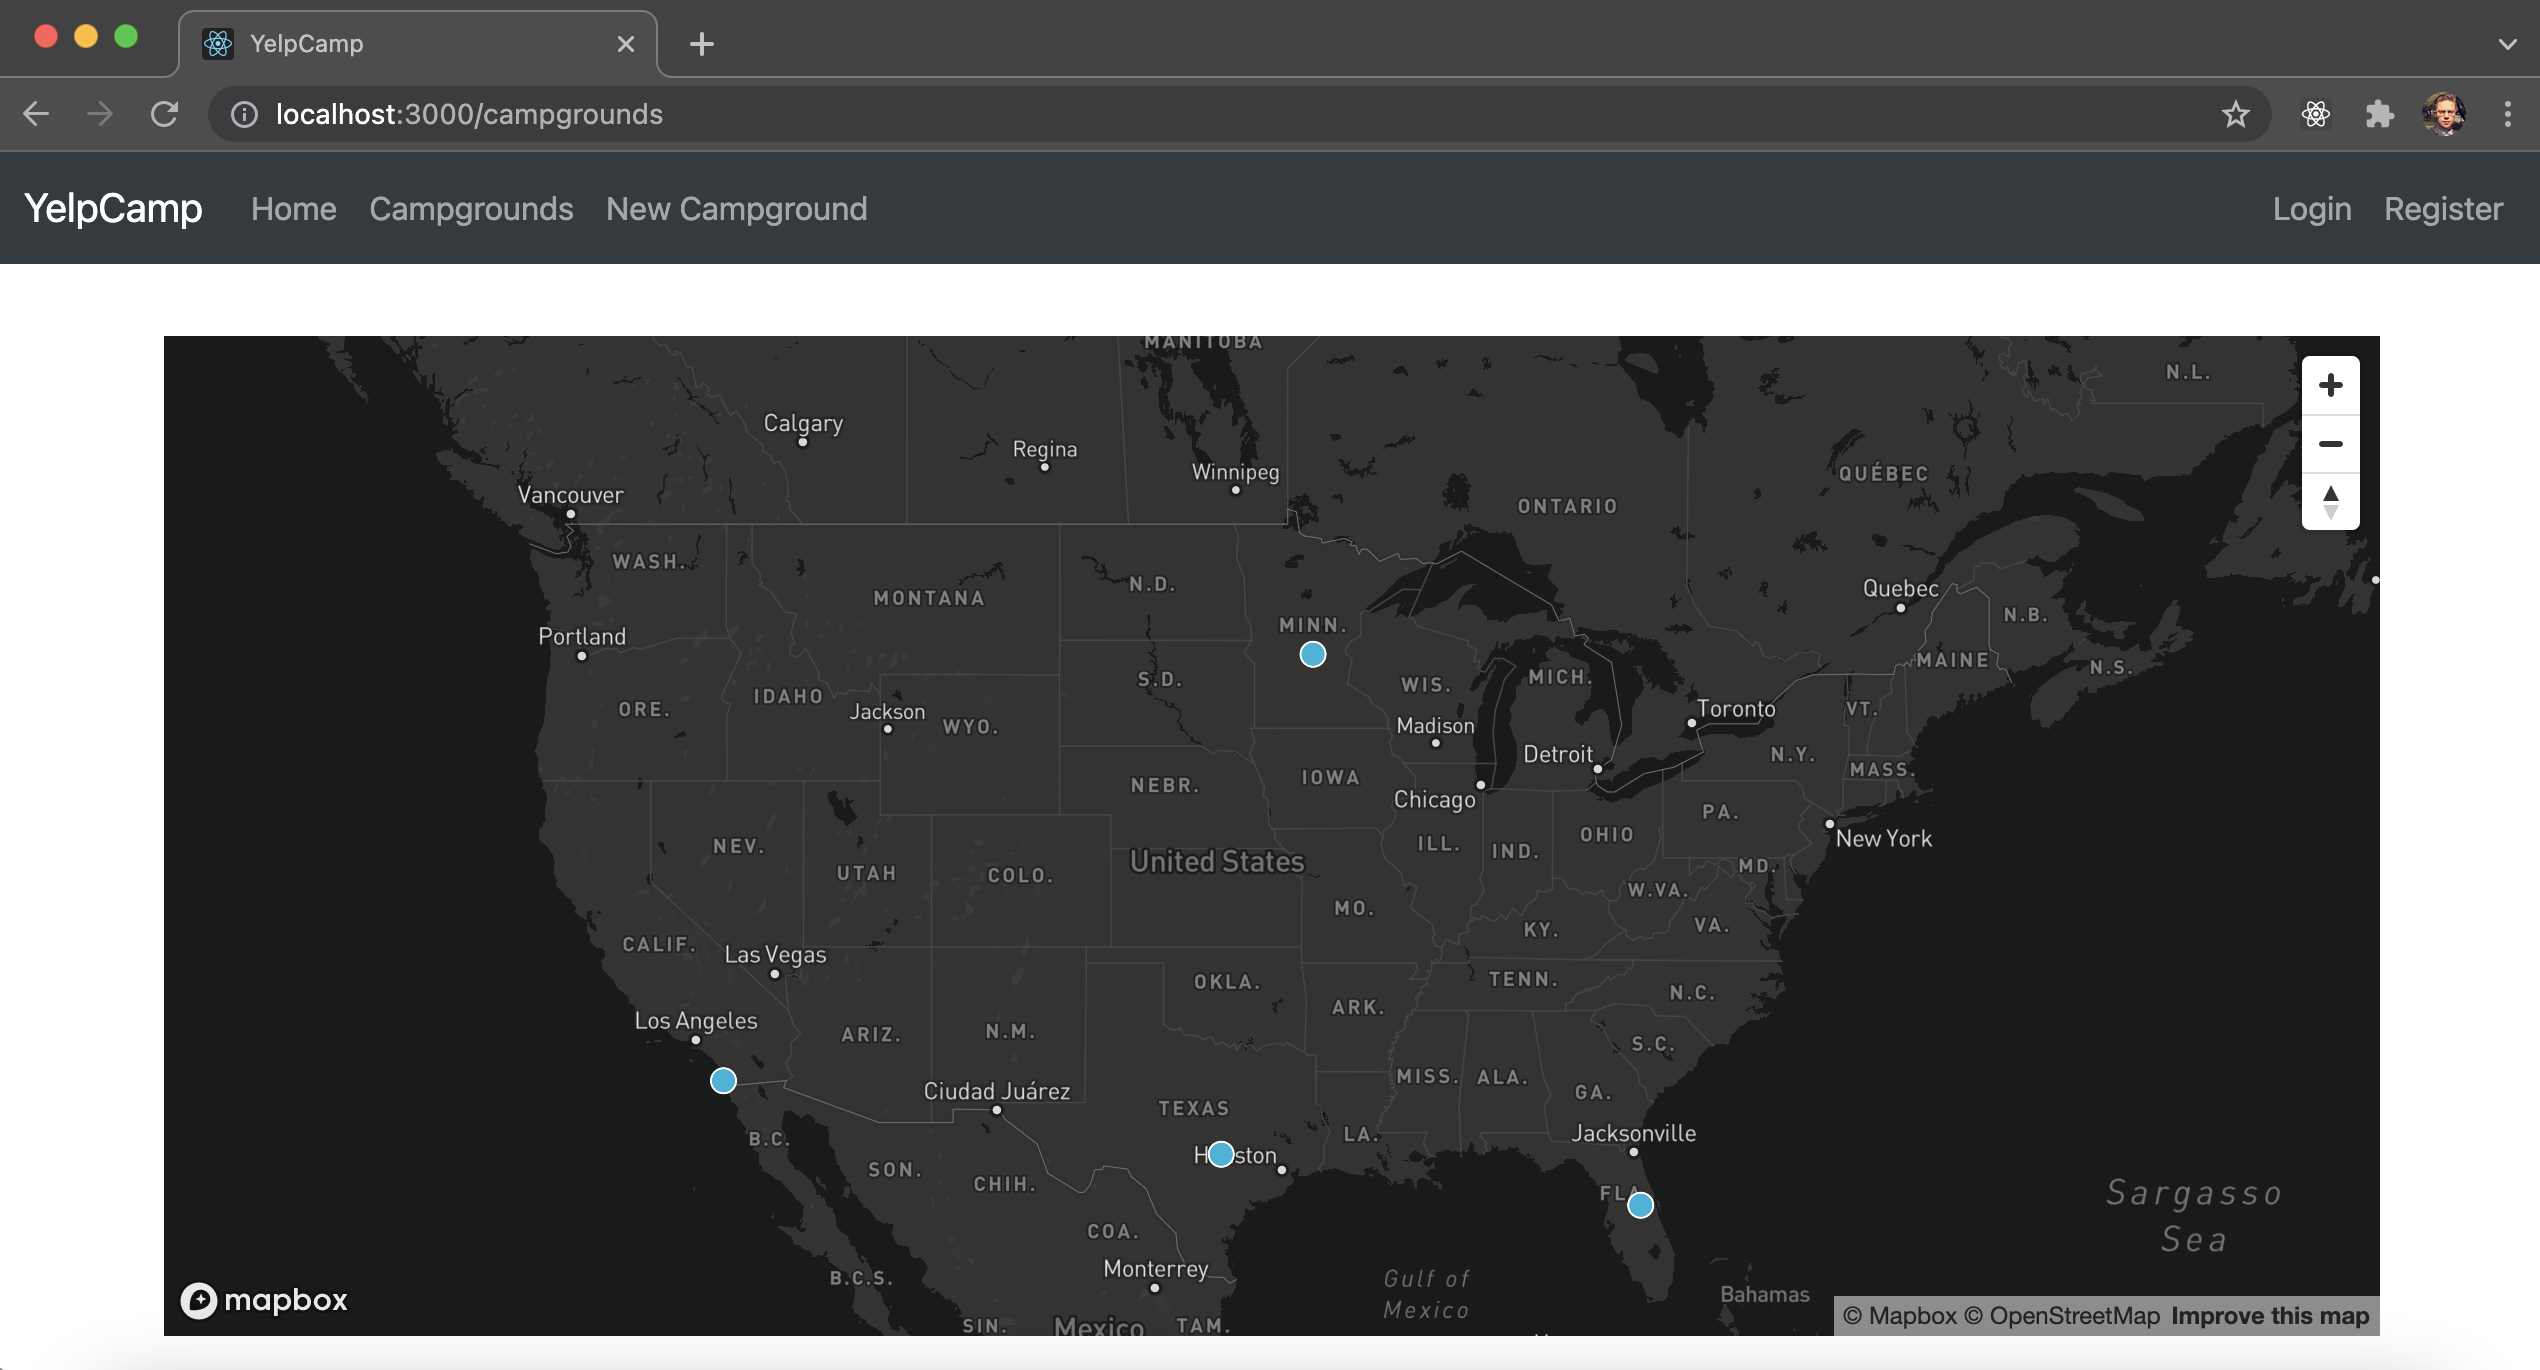 YelpCamp
localhost:3000/campgrounds
YelpCamp Home Campgrounds New Campground Login Register
MANITOBA
N.L.
Calgary
Regina
Winnipeg
QUÉBEC
Vancouver
ONTARIO
WASH.
N.D.
MONTANA
Quebec
N.B.
MINN.
Portland
MAINE
N.S.
S.D.
MICH.
WIS.
IDAHO
ORE.
Jackson
WYO.
Toronto
VT.
Madison
Detroit
N.Y.
MASS.
IOWA
NEBR.
Chicago
PA.
OHIO
New York
NEV.
ILL.
IND.
United States
MD.
UTAH
COLO.
W.VA.
MO.
KY.
VA.
CALIF.
Las Vegas
OKLA.
TENN.
N.C.
ARK.
Los Angeles
ARIZ.
N.M.
S.C.
MISS.
ALA.
Ciudad Juárez
GA.
TEXAS
LA.
Jacksonville
B.C.
SON.
CHIH.
Sargasso
Sea
COA.
Monterrey
B.C.S.
Gulf of
Mexico
Bahamas
mapbox
© Mapbox © OpenStreetMap Improve this map
SIN.
Mexico
TAM.